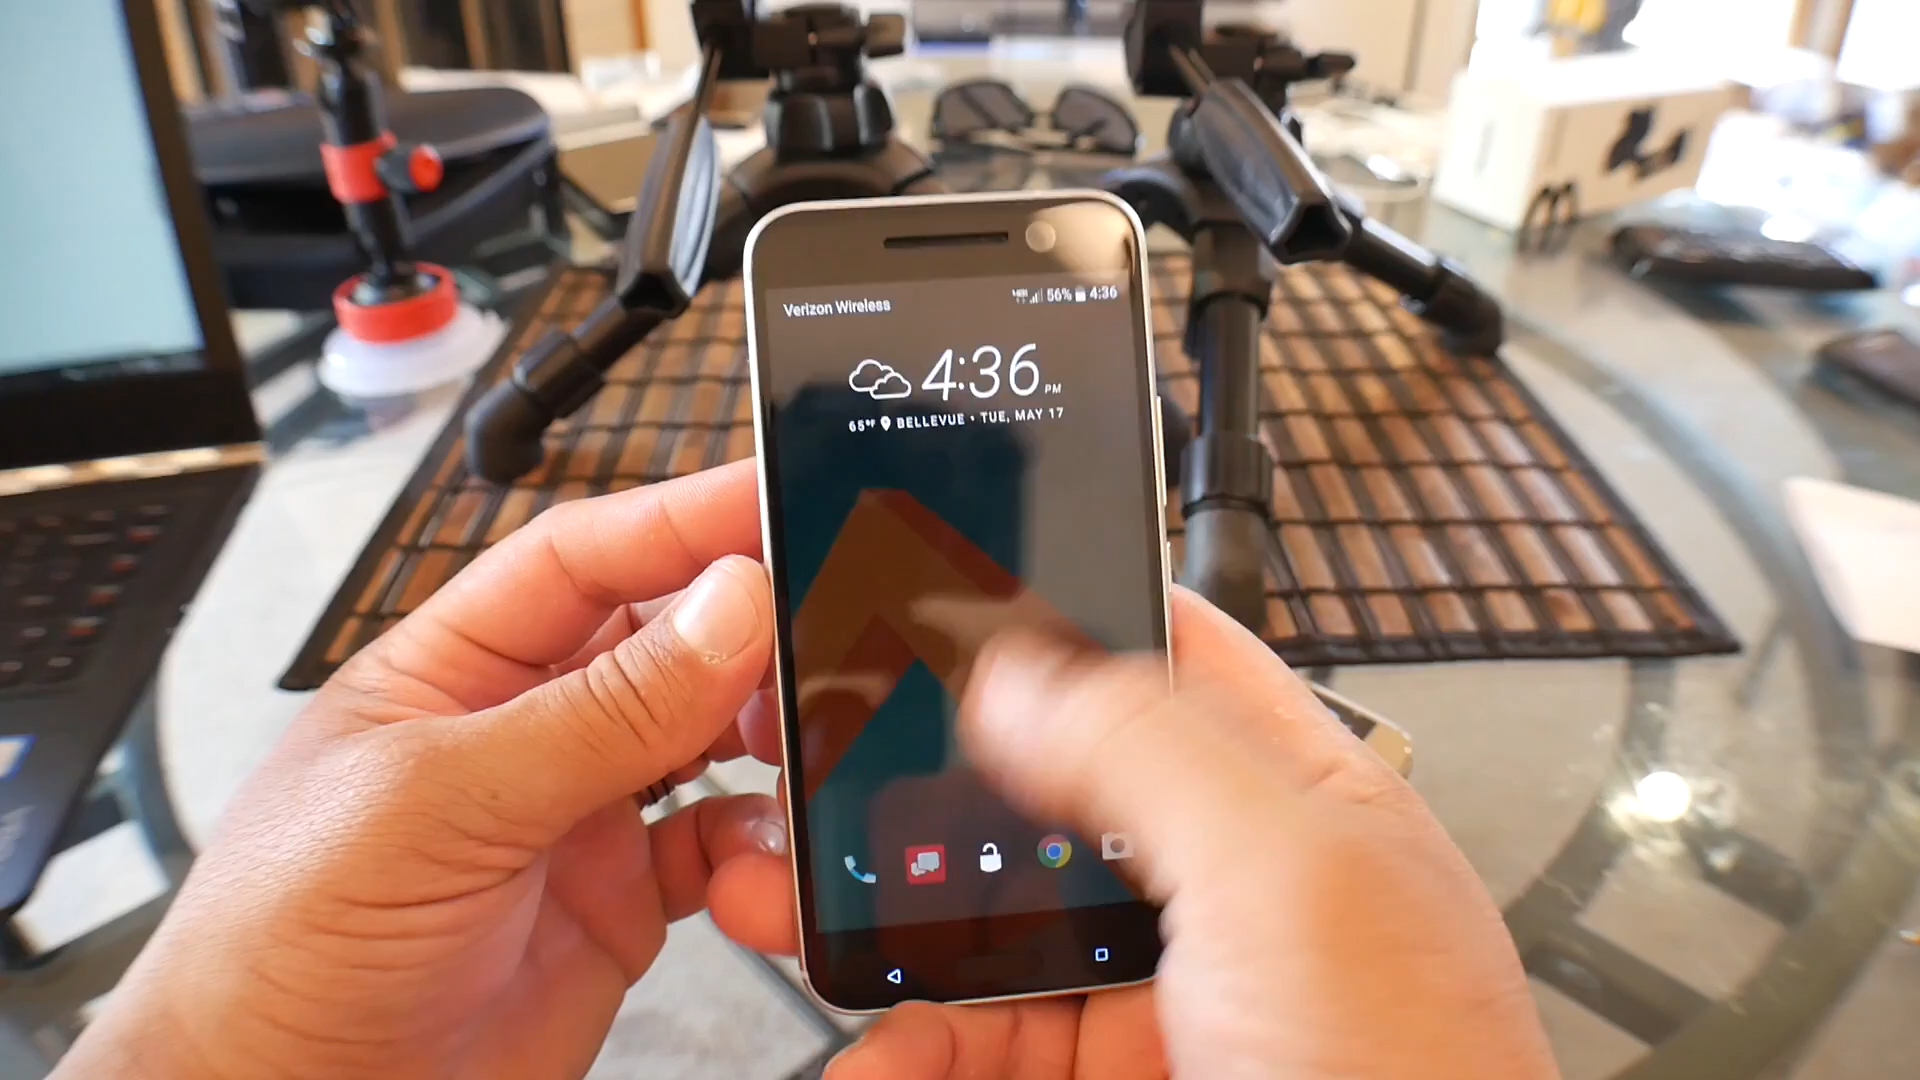 Verizon Wireless 56% 4:36
4:36 PM
65°F BELLEVUE • TUE, MAY 17